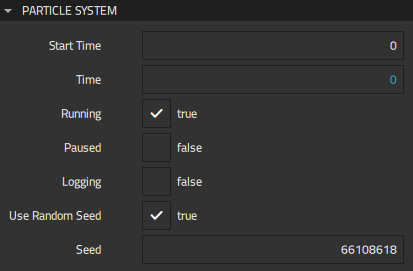 PARTICLE SYSTEM
Start Time 0
Time 0
Running true
Paused false
Logging false
Use Random Seed true
Seed 66108618